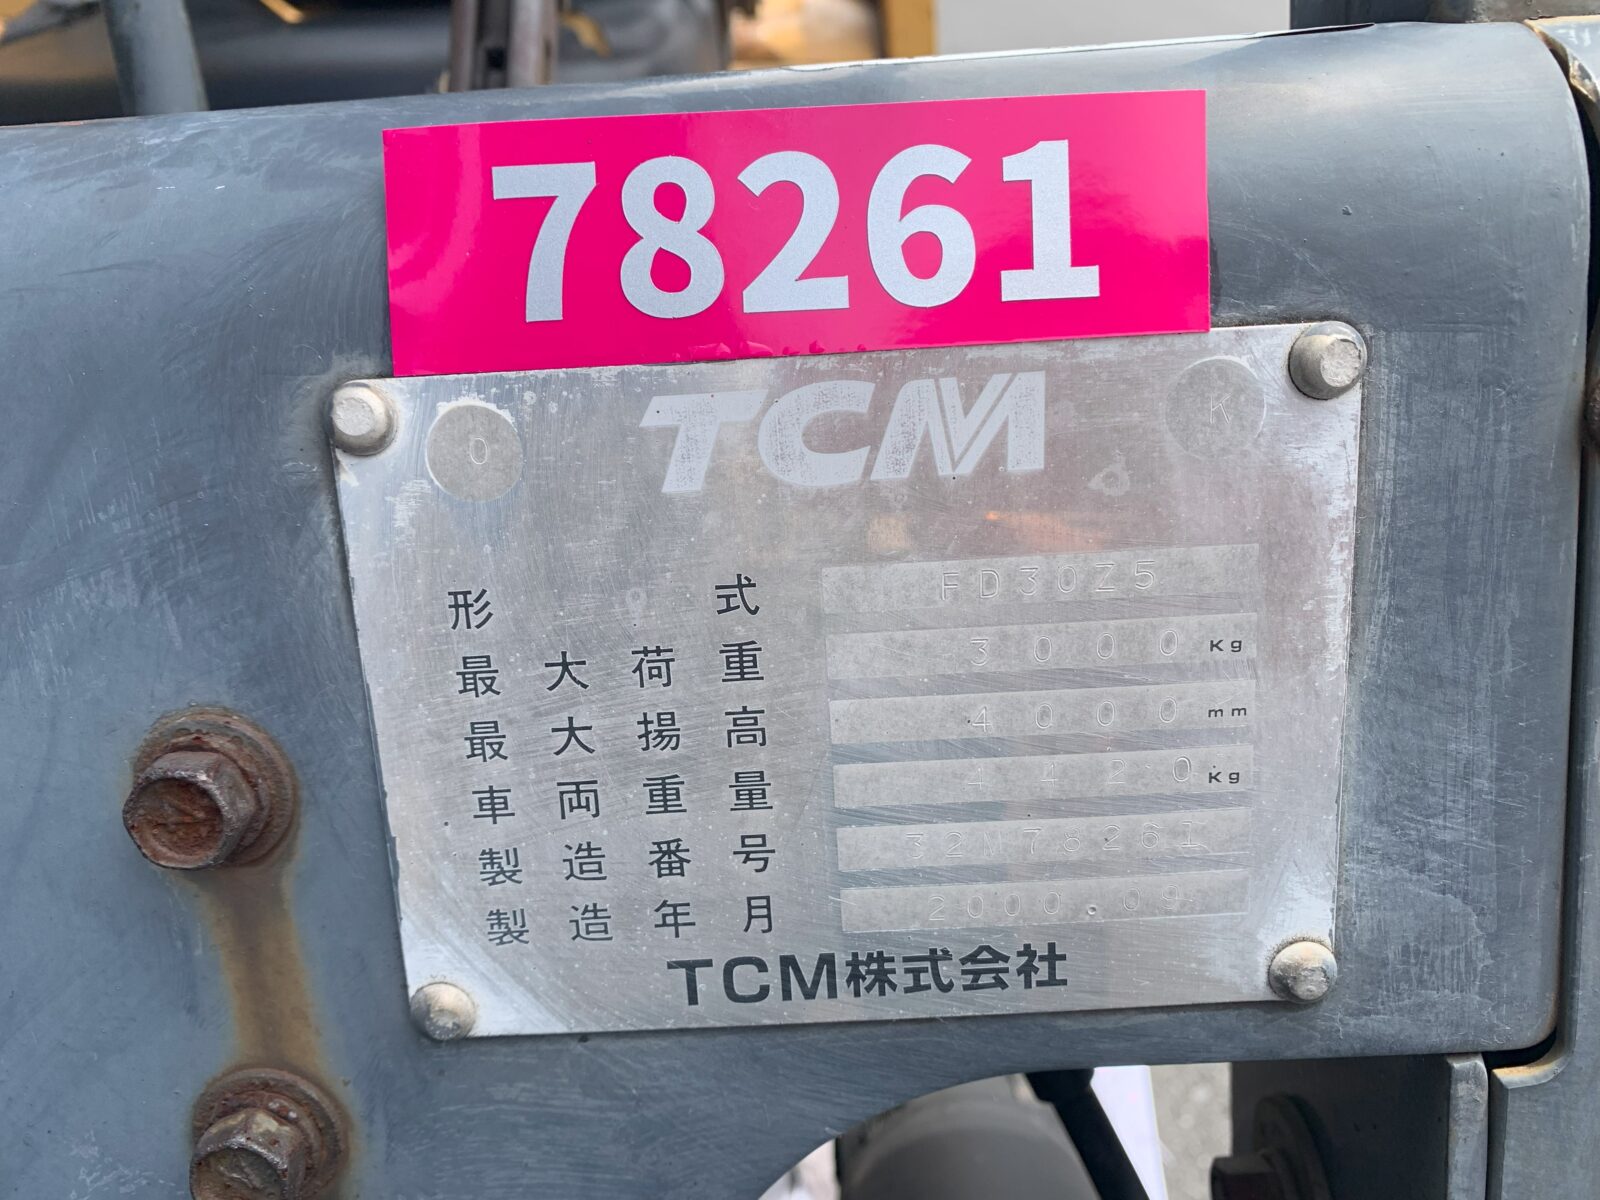 78261
TCM
O K
形式 FD30Z5
最大荷重 3000 Kg
最大揚高 4000 mm
車両重量 4420 Kg
製造番号 32M78261
製造年月 2000.09
TCM株式会社